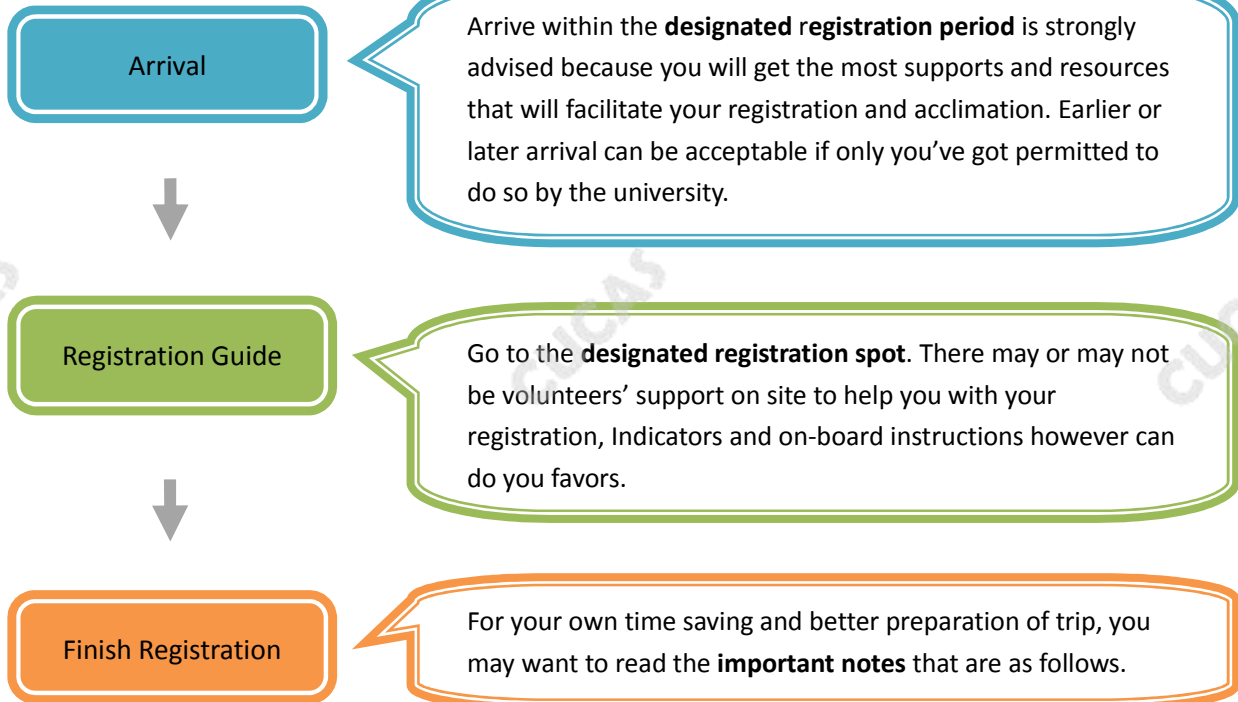 Arrival
Arrive within the designated registration period is strongly
advised because you will get the most supports and resources
that will facilitate your registration and acclimation. Earlier or
later arrival can be acceptable if only you’ve got permitted to
do so by the university.
CUCAS
Registration Guide
Go to the designated registration spot. There may or may not
be volunteers’ support on site to help you with your
registration, Indicators and on-board instructions however can
do you favors.
Finish Registration
For your own time saving and better preparation of trip, you
may want to read the important notes that are as follows.